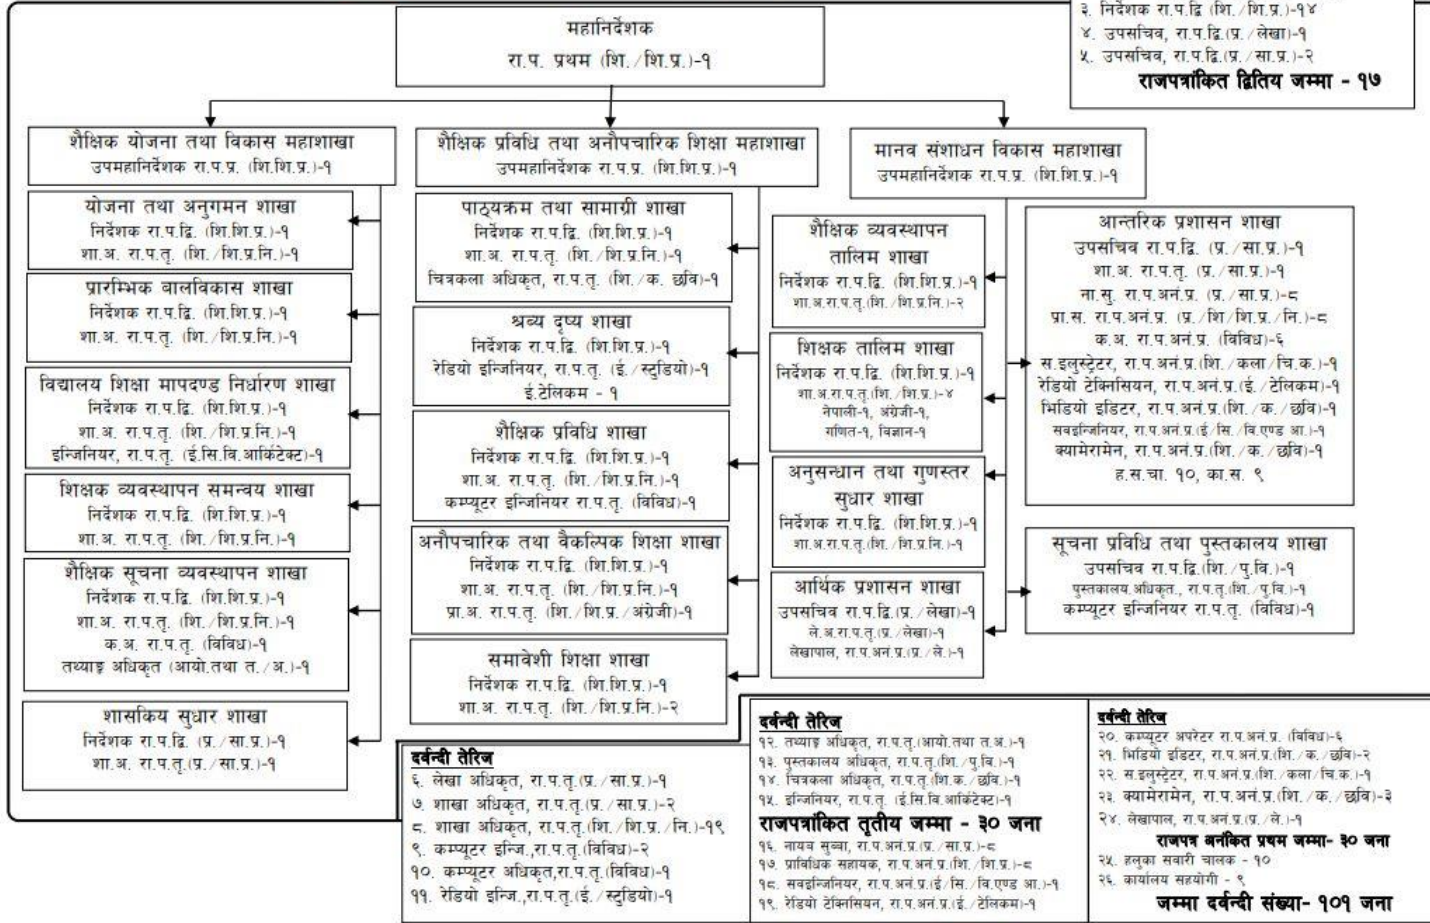 ३. निर्देशक रा.प.द्वि (शि./शि.प्र.)-१४
४. उपसचिव, रा.प.द्वि.(प्र./लेखा)-१
५. उपसचिव, रा.प.द्वि.(प्र./सा.प्र.)-२
राजपत्रांकित द्वितिय जम्मा - १७
महानिर्देशक
रा.प. प्रथम (शि./शि.प्र.)-१
शैक्षिक योजना तथा विकास महाशाखा
उपमहानिर्देशक रा.प.प्र. (शि.शि.प्र.)-१
योजना तथा अनुगमन शाखा
निर्देशक रा.प.द्वि. (शि.शि.प्र.)-१
शा.अ. रा.प.तृ. (शि./शि.प्र.नि.)-१
प्रारम्भिक बालविकास शाखा
निर्देशक रा.प.द्वि. (शि.शि.प्र.)-१
शा.अ. रा.प.तृ. (शि./शि.प्र.नि.)-१
विद्यालय शिक्षा मापदण्ड निर्धारण शाखा
निर्देशक रा.प.द्वि. (शि.शि.प्र.)-१
शा.अ. रा.प.तृ. (शि./शि.प्र.नि.)-१
इन्जिनियर, रा.प.तृ. (ई.सि.वि.आर्किटेक्ट)-१
शिक्षक व्यवस्थापन समन्वय शाखा
निर्देशक रा.प.द्वि. (शि.शि.प्र.)-१
शा.अ. रा.प.तृ. (शि./शि.प्र.नि.)-१
शैक्षिक सूचना व्यवस्थापन शाखा
निर्देशक रा.प.द्वि. (शि.शि.प्र.)-१
शा.अ. रा.प.तृ. (शि./शि.प्र.नि.)-१
क.अ. रा.प.तृ. (विविध)-१
तथ्याङ्क अधिकृत (आयो.तथा त./अ.)-१
शासकिय सुधार शाखा
निर्देशक रा.प.द्वि. (प्र./सा.प्र.)-१
शा.अ. रा.प.तृ.(प्र./सा.प्र.)-१
शैक्षिक प्रविधि तथा अनौपचारिक शिक्षा महाशाखा
उपमहानिर्देशक रा.प.प्र. (शि.शि.प्र.)-१
पाठ्यक्रम तथा सामाग्री शाखा
निर्देशक रा.प.द्वि. (शि.शि.प्र.)-१
शा.अ. रा.प.तृ. (शि./शि.प्र.नि.)-१
चित्रकला अधिकृत, रा.प.तृ. (शि./क. छवि)-१
श्रब्य दृष्य शाखा
निर्देशक रा.प.द्वि. (शि.शि.प्र.)-१
रेडियो इन्जिनियर, रा.प.तृ. (ई./स्टुडियो)-१
ई.टेलिकम - १
शैक्षिक प्रविधि शाखा
निर्देशक रा.प.द्वि. (शि.शि.प्र.)-१
शा.अ. रा.प.तृ. (शि./शि.प्र.नि.)-१
कम्प्यूटर इन्जिनियर रा.प.तृ. (विविध)-१
अनौपचारिक तथा वैकल्पिक शिक्षा शाखा
निर्देशक रा.प.द्वि. (शि.शि.प्र.)-१
शा.अ. रा.प.तृ. (शि./शि.प्र.नि.)-१
प्रा.अ. रा.प.तृ. (शि./शि.प्र./अंग्रेजी)-१
समावेशी शिक्षा शाखा
निर्देशक रा.प.द्वि. (शि.शि.प्र.)-१
शा.अ. रा.प.तृ. (शि./शि.प्र.नि.)-२
मानव संशाधन विकास महाशाखा
उपमहानिर्देशक रा.प.प्र. (शि.शि.प्र.)-१
शैक्षिक व्यवस्थापन
तालिम शाखा
निर्देशक रा.प.द्वि. (शि.शि.प्र.)-१
शा.अ.रा.प.तृ.(शि./शि.प्र.नि.)-२
शिक्षक तालिम शाखा
निर्देशक रा.प.द्वि. (शि.शि.प्र.)-१
शा.अ.रा.प.तृ.(शि./शि.प्र.)-४
नेपाली-१, अंग्रेजी-१,
गणित-१, विज्ञान-१
अनुसन्धान तथा गुणस्तर
सुधार शाखा
निर्देशक रा.प.द्वि. (शि.शि.प्र.)-१
शा.अ.रा.प.तृ.(शि./शि.प्र.नि.)-१
आर्थिक प्रशासन शाखा
उपसचिव रा.प.द्वि.(प्र./लेखा)-१
ले.अ.रा.प.तृ.(प्र./लेखा)-१
लेखापाल, रा.प.अनं.प्र.(प्र./ले.)-१
आन्तरिक प्रशासन शाखा
उपसचिव रा.प.द्वि. (प्र./सा.प्र.)-१
शा.अ. रा.प.तृ. (प्र./सा.प्र.)-१
ना.सु. रा.प.अनं.प्र. (प्र./सा.प्र.)-८
प्रा.स. रा.प.अनं.प्र. (प्र./शि/शि.प्र./नि.)-८
क.अ. रा.प.अनं.प्र. (विविध)-६
स.इलुस्ट्रेटर, रा.प.अनं.प्र.(शि./कला/चि.क.)-१
रेडियो टेक्निसियन, रा.प.अनं.प्र.(ई./टेलिकम)-१
भिडियो इडिटर, रा.प.अनं.प्र.(शि./क./छवि)-१
सबइन्जिनियर, रा.प.अनं.प्र.(ई/सि./बि.एण्ड आ.)-१
क्यामेरामेन, रा.प.अनं.प्र.(शि./क./छवि)-१
ह.स.चा. १०, का.स. ९
सूचना प्रविधि तथा पुस्तकालय शाखा
उपसचिव रा.प.द्वि.(शि./पु.वि.)-१
पुस्तकालय.अधिकृत., रा.प.तृ.(शि./पु.वि.)-१
कम्प्यूटर इन्जिनियर रा.प.तृ. (विविध)-१
दर्वन्दी तेरिज
६. लेखा अधिकृत, रा.प.तृ.(प्र./सा.प्र.)-१
७. शाखा अधिकृत, रा.प.तृ.(प्र./सा.प्र.)-२
८. शाखा अधिकृत, रा.प.तृ.(शि./शि.प्र./नि.)-१९
९. कम्प्यूटर इन्जि.,रा.प.तृ.(विविध)-२
१०. कम्प्यूटर अधिकृत,रा.प.तृ.(विविध)-१
११. रेडियो इन्जि.,रा.प.तृ.(ई./स्टुडियो)-१
दर्वन्दी तेरिज
१२. तथ्याङ्क अधिकृत, रा.प.तृ.(आयो.तथा त.अ.)-१
१३. पुस्तकालय अधिकृत, रा.प.तृ.(शि./पु.वि.)-१
१४. चित्रकला अधिकृत, रा.प.तृ.(शि.क./छवि.)-१
१५. इन्जिनियर, रा.प.तृ. (ई.सि.वि.आर्किटेक्ट)-१
राजपत्रांकित तृतीय जम्मा - ३० जना
१६. नायब सुब्बा, रा.प.अनं.प्र.(प्र./सा.प्र.)-८
१७. प्राविधिक सहायक, रा.प.अनं.प्र.(शि./शि.प्र.)-८
१८. सबइन्जिनियर, रा.प.अनं.प्र.(ई/सि./बि.एण्ड आ.)-१
१९. रेडियो टेक्निसियन, रा.प.अनं.प्र.(ई./टेलिकम)-१
दर्वन्दी तेरिज
२०. कम्प्यूटर अपरेटर रा.प.अनं.प्र. (विविध)-६
२१. भिडियो इडिटर, रा.प.अनं.प्र.(शि./क./छवि)-२
२२. स.इलुस्ट्रेटर, रा.प.अनं.प्र.(शि./कला/चि.क.)-१
२३. क्यामेरामेन, रा.प.अनं.प्र.(शि./क./छवि)-३
२४. लेखापाल, रा.प.अनं.प्र.(प्र./ले.)-१
राजपत्र अनंकित प्रथम जम्मा- ३० जना
२५. हलुका सवारी चालक - १०
२६. कार्यालय सहयोगी - ९
जम्मा दर्वन्दी संख्या- १०१ जना